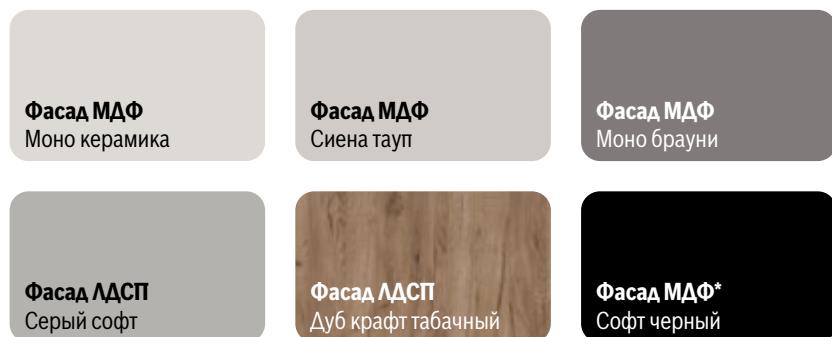 Фасад МДФ
Моно керамика
Фасад МДФ
Сиена тауп
Фасад МДФ
Моно брауни
Фасад ЛДСП
Серый софт
Фасад ЛДСП
Дуб крафт табачный
Фасад МДФ*
Софт черный